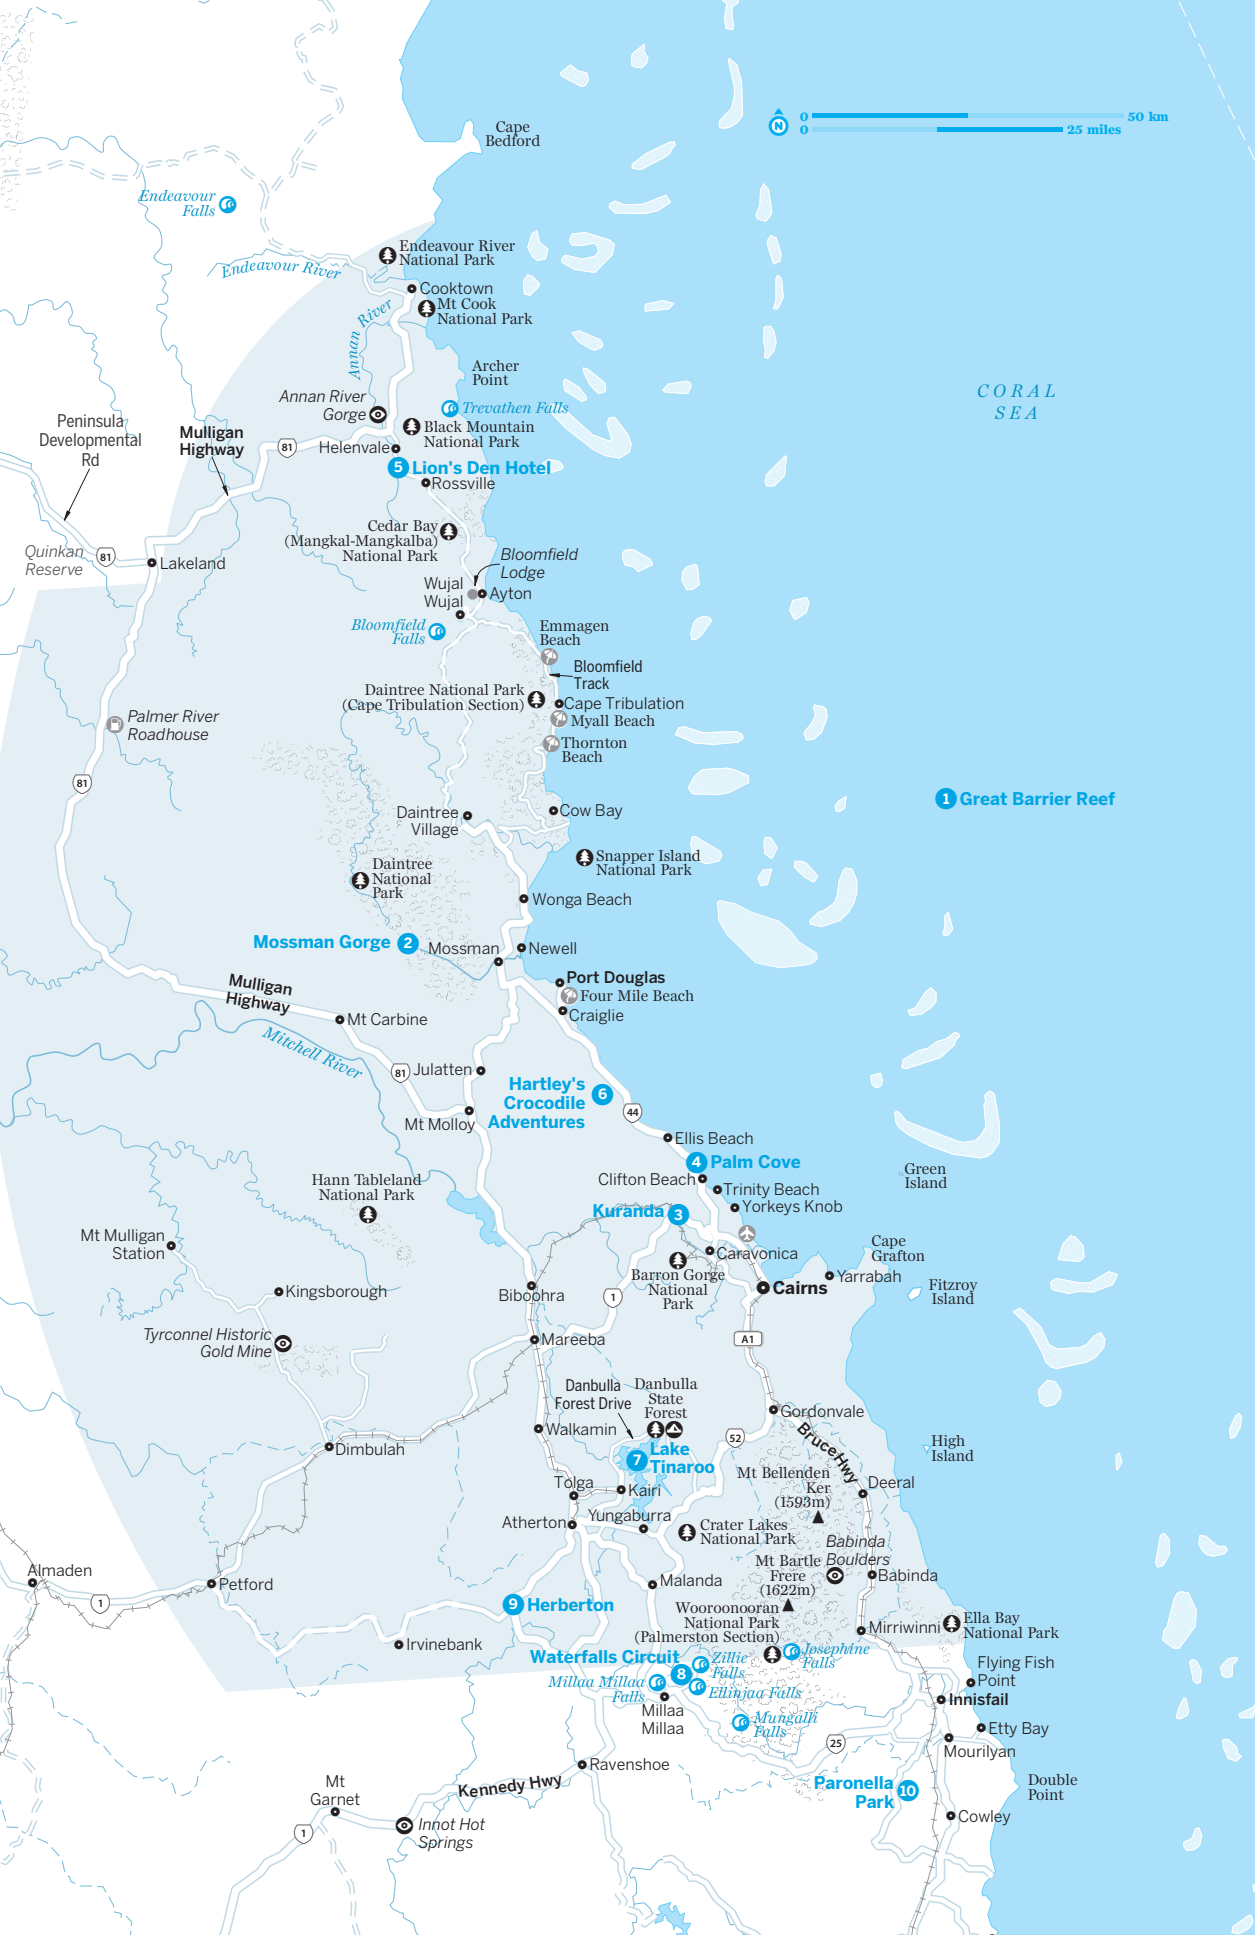 Cape
Bedford
0
50 km
N
0
25 miles
Endeavour
Falls
Endeavour River
National Park
Endeavour River
Cooktown
Mt Cook
National Park
Annan River
Archer
Point
CORAL
SEA
Annan River
Gorge
Trevathen Falls
Peninsula
Developmental
Rd
Mulligan
Highway
Black Mountain
National Park
81
Helenvale
5
Lion's Den Hotel
Rossville
Cedar Bay
(Mangkal-Mangkalba)
National Park
Quinkan
Reserve
81
Lakeland
Bloomfield
Lodge
Wujal
Wujal
Ayton
Bloomfield
Falls
Emmagen
Beach
Bloomfield
Track
Daintree National Park
(Cape Tribulation Section)
Cape Tribulation
Myall Beach
Palmer River
Roadhouse
Thornton
Beach
81
1
Great Barrier Reef
Daintree
Village
Cow Bay
Snapper Island
National Park
Daintree
National
Park
Wonga Beach
Mossman Gorge
2
Mossman
Newell
Port Douglas
Four Mile Beach
Craiglie
Mulligan
Highway
Mt Carbine
Mitchell River
81
Julatten
Hartley's
Crocodile
Adventures
6
44
Mt Molloy
Ellis Beach
4
Palm Cove
Green
Island
Hann Tableland
National Park
Clifton Beach
Trinity Beach
Yorkeys Knob
Kuranda
3
Mt Mulligan
Station
Cape
Grafton
Caravonica
Barron Gorge
National
Park
Yarrabah
Cairns
Fitzroy
Island
Kingsborough
Biboohra
1
Tyrconnel Historic
Gold Mine
Mareeba
A1
Danbulla
Forest Drive
Danbulla
State
Forest
Gordonvale
Walkamin
52
Bruce Hwy
High
Island
Dimbulah
7
Lake
Tinaroo
Mt Bellenden
Ker
(1593m)
Deeral
Tolga
Kairi
Atherton
Yungaburra
Crater Lakes
National Park
Babinda
Boulders
Mt Bartle
Frere
(1622m)
Babinda
Almaden
1
Petford
Malanda
9
Herberton
Wooroonooran
National Park
(Palmerston Section)
Mirriwinni
Ella Bay
National Park
Irvinebank
Waterfalls Circuit
8
Zillie
Falls
Josephine
Falls
Millaa Millaa
Falls
Ellinjaa Falls
Flying Fish
Point
Innisfail
Millaa
Millaa
Mungalli
Falls
Etty Bay
25
Mourilyan
Ravenshoe
Kennedy Hwy
Paronella
Park
10
Double
Point
Mt
Garnet
1
Innot Hot
Springs
Cowley